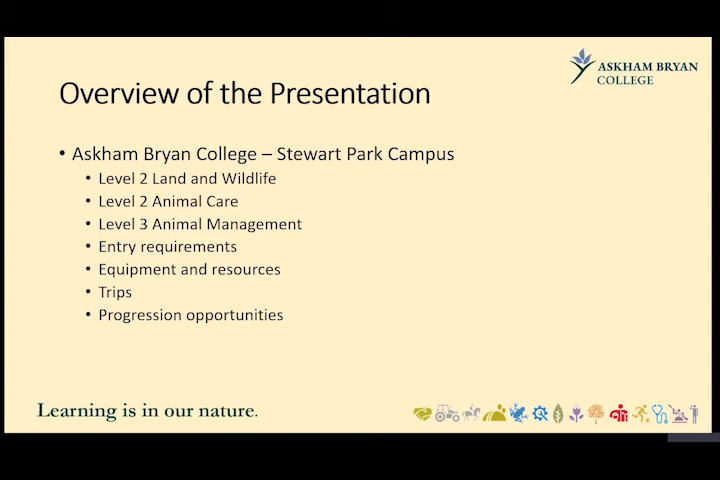 ASKHAM BRYAN
COLLEGE
Overview of the Presentation
• Askham Bryan College – Stewart Park Campus
• Level 2 Land and Wildlife
• Level 2 Animal Care
• Level 3 Animal Management
• Entry requirements
• Equipment and resources
• Trips
• Progression opportunities
Learning is in our nature.